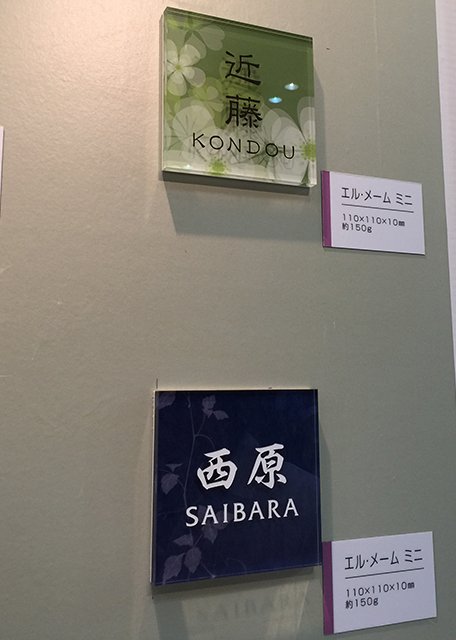 近
藤
KONDOU
エル・メーム ミニ
110×110×10㎜
約150g
西原
SAIBARA
エル・メーム ミニ
110×110×10㎜
約150g